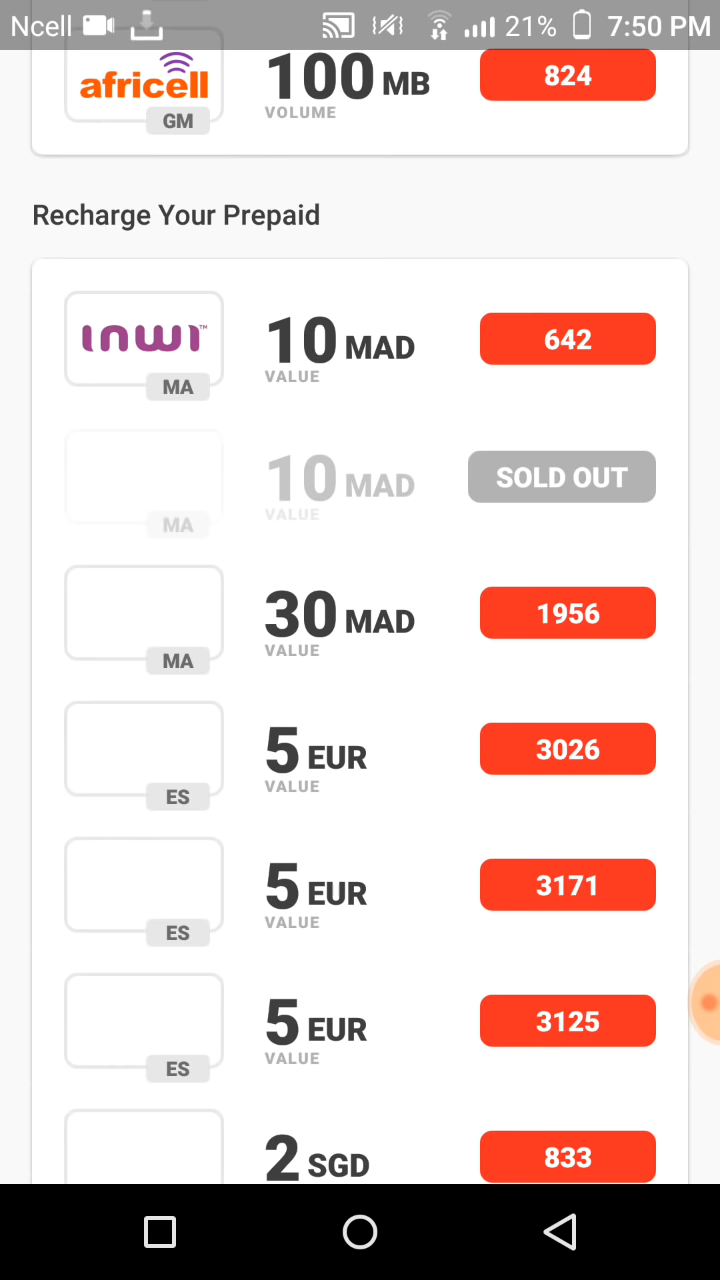 Ncell 21% 7:50 PM
africell 100 MB 824
GM VOLUME
Recharge Your Prepaid
inwi™ 10 MAD 642
MA VALUE
10 MAD SOLD OUT
MA VALUE
30 MAD 1956
MA VALUE
5 EUR 3026
ES VALUE
5 EUR 3171
ES VALUE
5 EUR 3125
ES VALUE
2 SGD 833